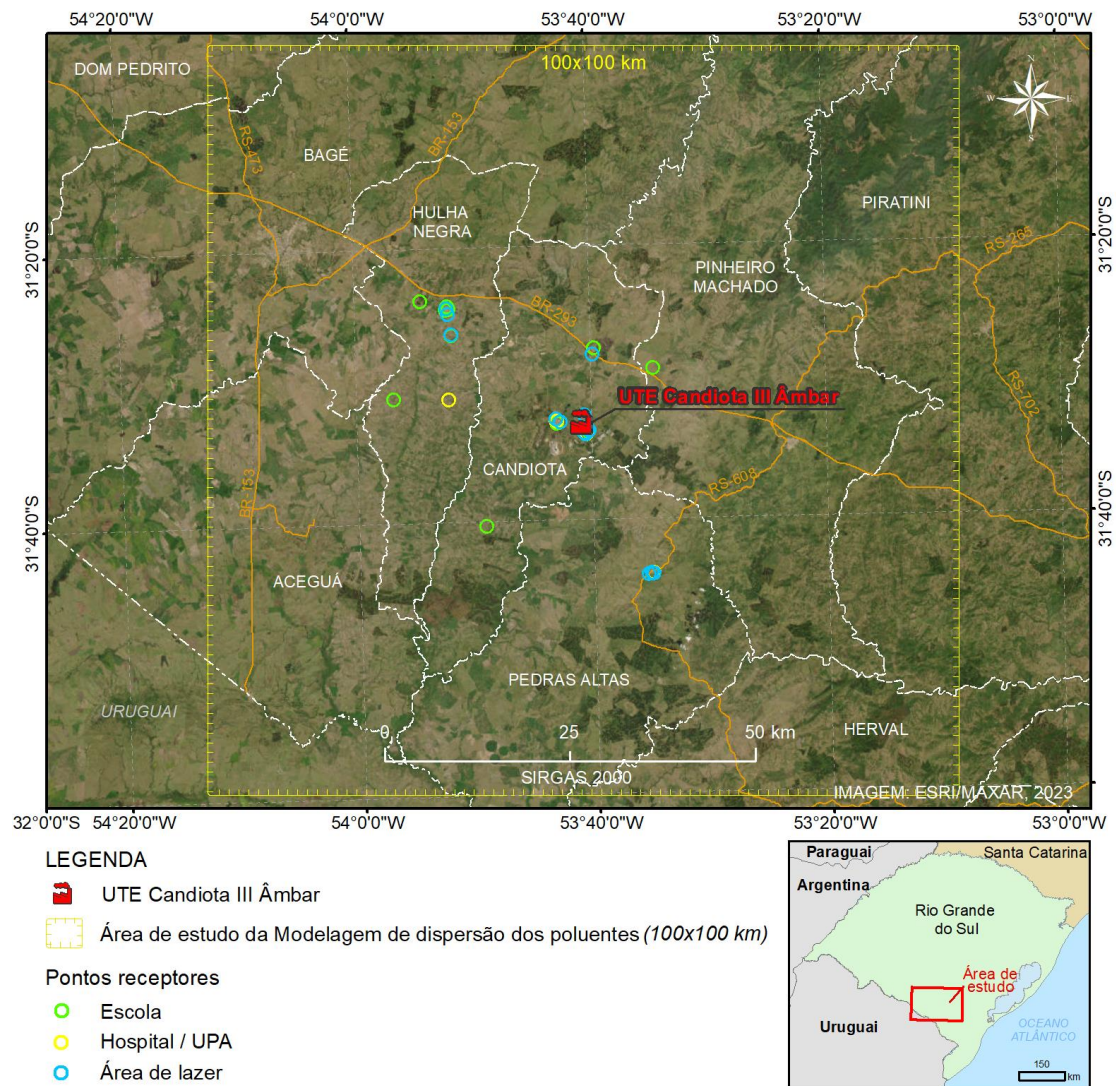 54°20'0"W 54°0'0"W 53°40'0"W 53°20'0"W 53°0'0"W
100x100 km
DOM PEDRITO
BR-153
RS-473
BAGÉ
N
W E
S
HULHA
NEGRA
PIRATINI
RS-265
31°20'0"S 31°20'0"S
PINHEIRO
MACHADO
BR-293
RS-702
UTE Candiota III Âmbar
CANDIOTA
RS-608
BR-153
31°40'0"S 31°40'0"S
ACEGUÁ
PEDRAS ALTAS
URUGUAI
HERVAL
0 25 50 km
SIRGAS 2000
IMAGEM: ESRI/MAXAR, 2023
32°0'0"S 54°20'0"W 54°0'0"W 53°40'0"W 53°20'0"W 53°0'0"W
LEGENDA
UTE Candiota III Âmbar
Área de estudo da Modelagem de dispersão dos poluentes (100x100 km)
Pontos receptores
Escola
Hospital / UPA
Área de lazer
Paraguai
Santa Catarina
Argentina
Rio Grande
do Sul
Área de
estudo
Uruguai
OCEANO
ATLÂNTICO
150
km